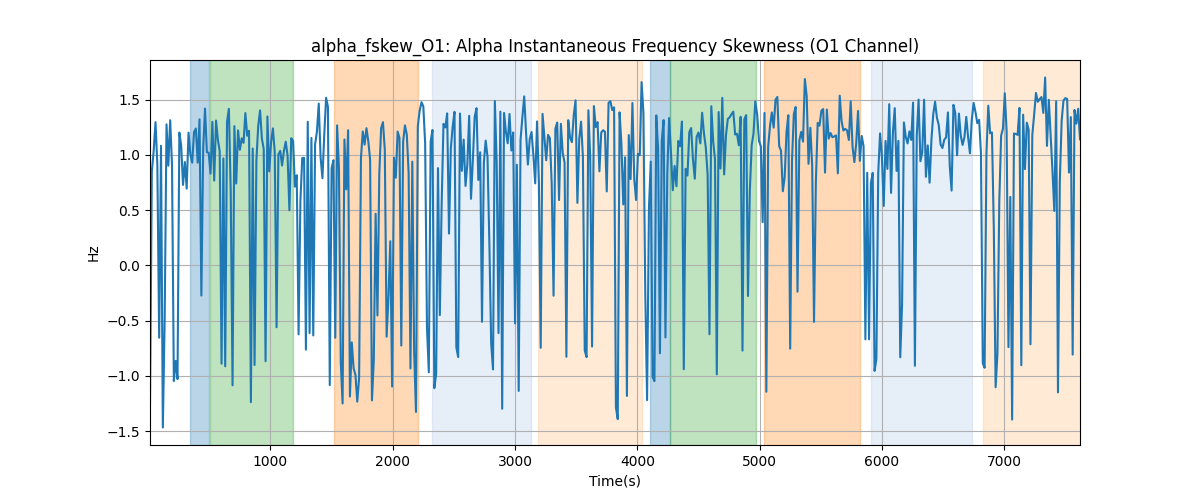 alpha_fskew_O1: Alpha Instantaneous Frequency Skewness (O1 Channel)
Hz
1.5
1.0
0.5
0.0
−0.5
−1.0
−1.5
1000 2000 3000 4000 5000 6000 7000
Time(s)